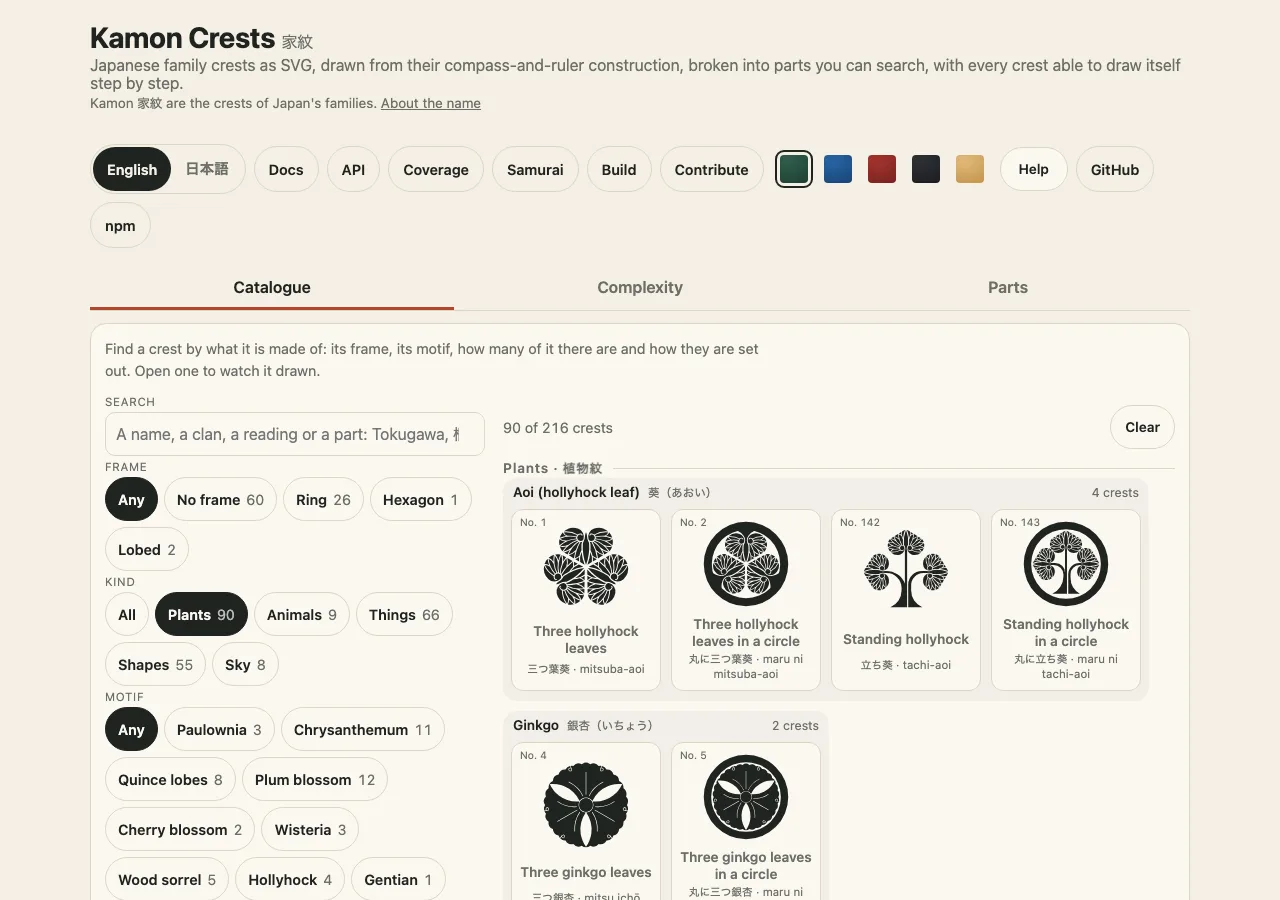 Kamon Crests 家紋
Japanese family crests as SVG, drawn from their compass-and-ruler construction, broken into parts you can search, with every crest able to draw itself
step by step.
Kamon 家紋 are the crests of Japan's families. About the name
English 日本語 Docs API Coverage Samurai Build Contribute Help GitHub
npm
Catalogue Complexity Parts
Find a crest by what it is made of: its frame, its motif, how many of it there are and how they are set
out. Open one to watch it drawn.
SEARCH
A name, a clan, a reading or a part: Tokugawa,
90 of 216 crests
Clear
FRAME
Any No frame 60 Ring 26 Hexagon 1
Lobed 2
KIND
All Plants 90 Animals 9 Things 66
Shapes 55 Sky 8
MOTIF
Any Paulownia 3 Chrysanthemum 11
Quince lobes 8 Plum blossom 12
Cherry blossom 2 Wisteria 3
Wood sorrel 5 Hollyhock 4 Gentian 1
Plants · 植物紋
Aoi (hollyhock leaf) 葵（あおい） 4 crests
No. 1
Three hollyhock
leaves
三つ葉葵 · mitsuba-aoi
No. 2
Three hollyhock
leaves in a circle
丸に三つ葉葵 · maru ni
mitsuba-aoi
No. 142
Standing hollyhock
立ち葵 · tachi-aoi
No. 143
Standing hollyhock
in a circle
丸に立ち葵 · maru ni
tachi-aoi
Ginkgo 銀杏（いちょう） 2 crests
No. 4
Three ginkgo leaves
三つ銀杏 · mitsu ichō
No. 5
Three ginkgo leaves
in a circle
丸に三つ銀杏 · maru ni